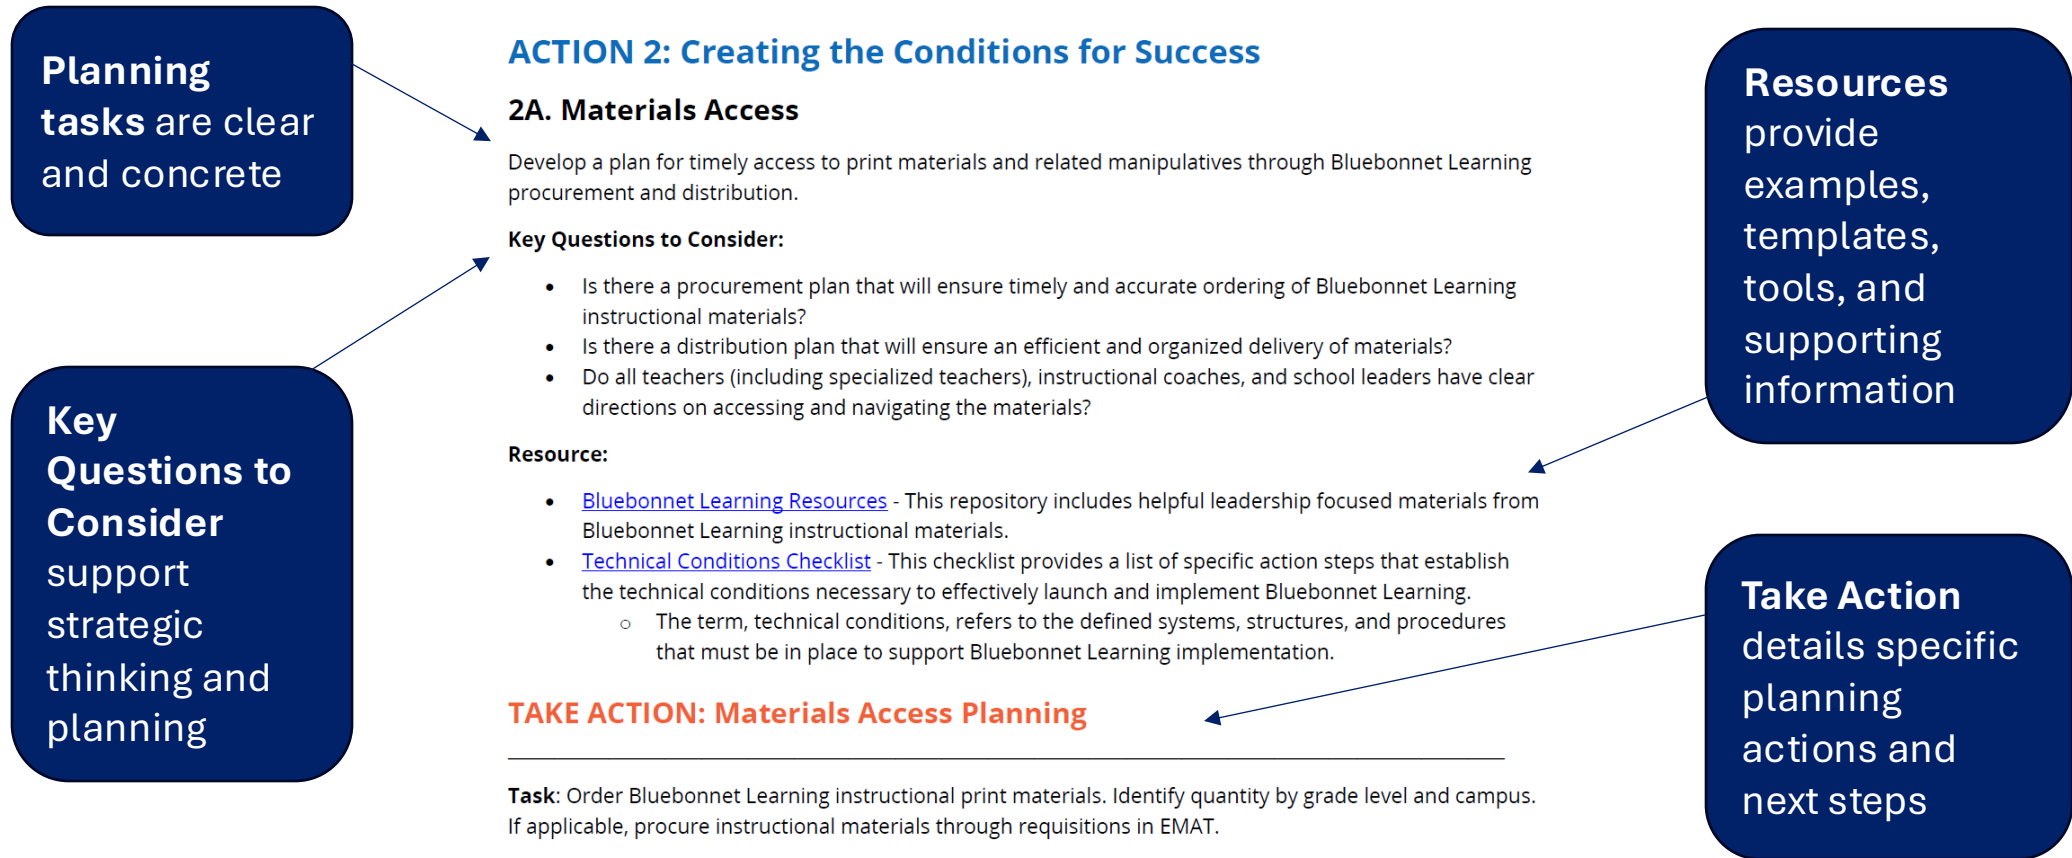 Planning
tasks are clear
and concrete
Key
Questions to
Consider
support
strategic
thinking and
planning
ACTION 2: Creating the Conditions for Success
2A. Materials Access
Develop a plan for timely access to print materials and related manipulatives through Bluebonnet Learning
procurement and distribution.
Key Questions to Consider:
• Is there a procurement plan that will ensure timely and accurate ordering of Bluebonnet Learning
instructional materials?
• Is there a distribution plan that will ensure an efficient and organized delivery of materials?
• Do all teachers (including specialized teachers), instructional coaches, and school leaders have clear
directions on accessing and navigating the materials?
Resource:
• Bluebonnet Learning Resources - This repository includes helpful leadership focused materials from
Bluebonnet Learning instructional materials.
• Technical Conditions Checklist - This checklist provides a list of specific action steps that establish
the technical conditions necessary to effectively launch and implement Bluebonnet Learning.
○ The term, technical conditions, refers to the defined systems, structures, and procedures
that must be in place to support Bluebonnet Learning implementation.
TAKE ACTION: Materials Access Planning
Task: Order Bluebonnet Learning instructional print materials. Identify quantity by grade level and campus.
If applicable, procure instructional materials through requisitions in EMAT.
Resources
provide
examples,
templates,
tools, and
supporting
information
Take Action
details specific
planning
actions and
next steps